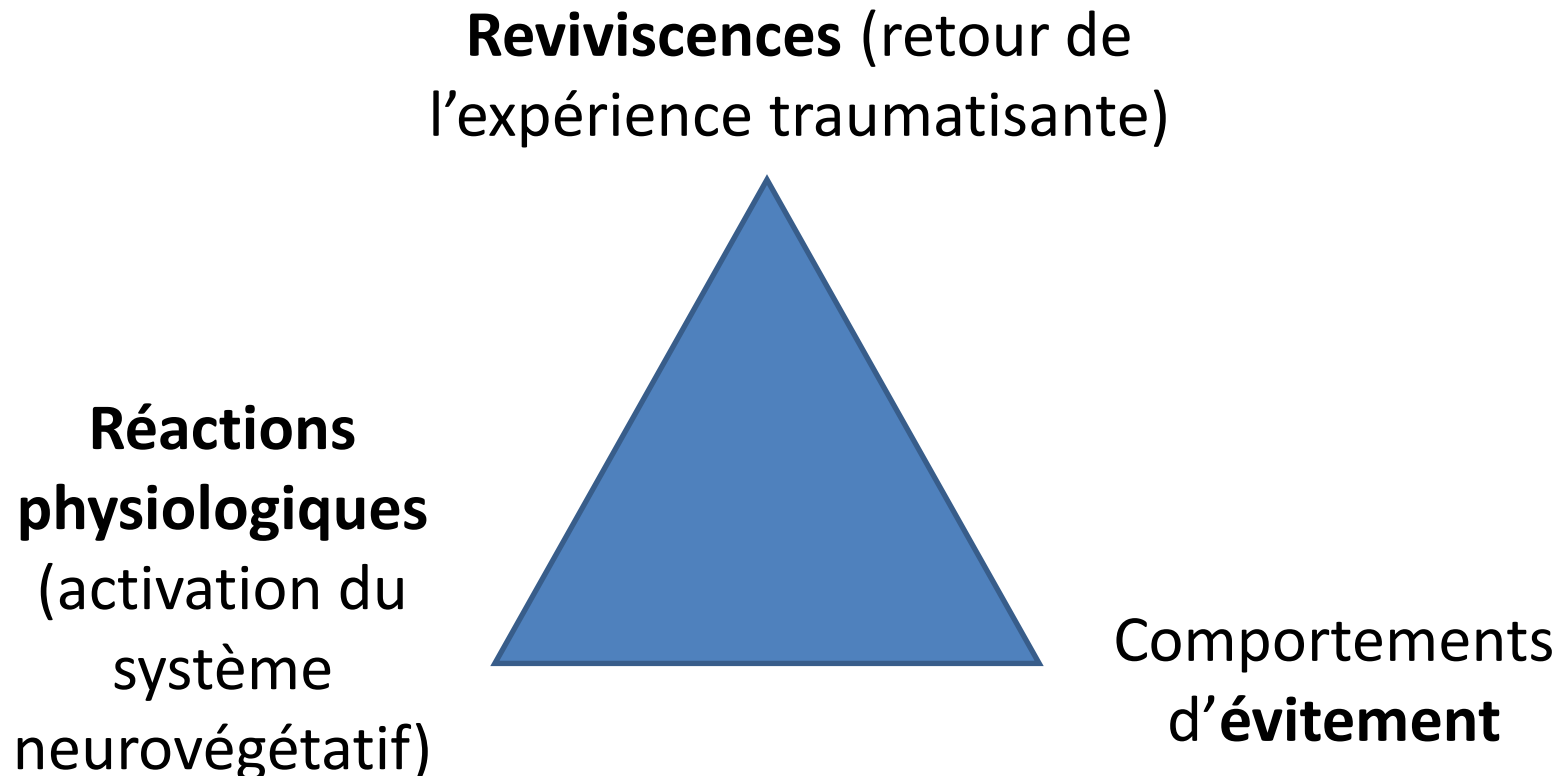 Reviviscences (retour de
l’expérience traumatisante)
Réactions
physiologiques
(activation du
système
neurovégétatif)
Comportements
d’évitement